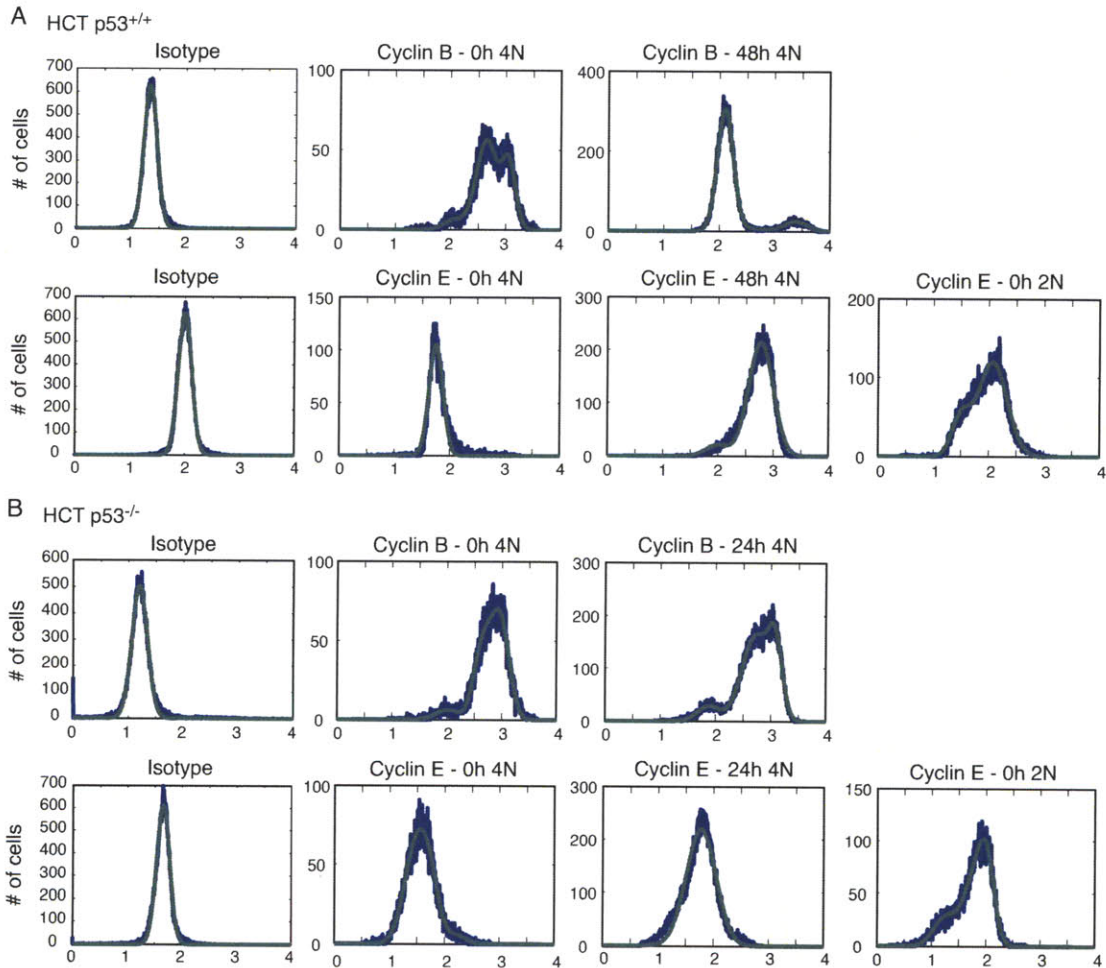 A HCT p53+/+
Isotype
Cyclin B - 0h 4N
Cyclin B - 48h 4N
# of cells
700
600
500
400
300
200
100
0
0 1 2 3 4
100
50
0
0 1 2 3 4
400
200
0
0 1 2 3 4
Isotype
Cyclin E - 0h 4N
Cyclin E - 48h 4N
Cyclin E - 0h 2N
# of cells
700
600
500
400
300
200
100
0
0 1 2 3 4
150
100
50
0
0 1 2 3 4
300
200
100
0
0 1 2 3 4
200
100
0
0 1 2 3 4
B HCT p53-/-
Isotype
Cyclin B - 0h 4N
Cyclin B - 24h 4N
# of cells
600
500
400
300
200
100
0
0 1 2 3 4
100
50
0
0 1 2 3 4
300
200
100
0
0 1 2 3 4
Isotype
Cyclin E - 0h 4N
Cyclin E - 24h 4N
Cyclin E - 0h 2N
# of cells
700
600
500
400
300
200
100
0
0 1 2 3 4
100
50
0
0 1 2 3 4
300
200
100
0
0 1 2 3 4
150
100
50
0
0 1 2 3 4